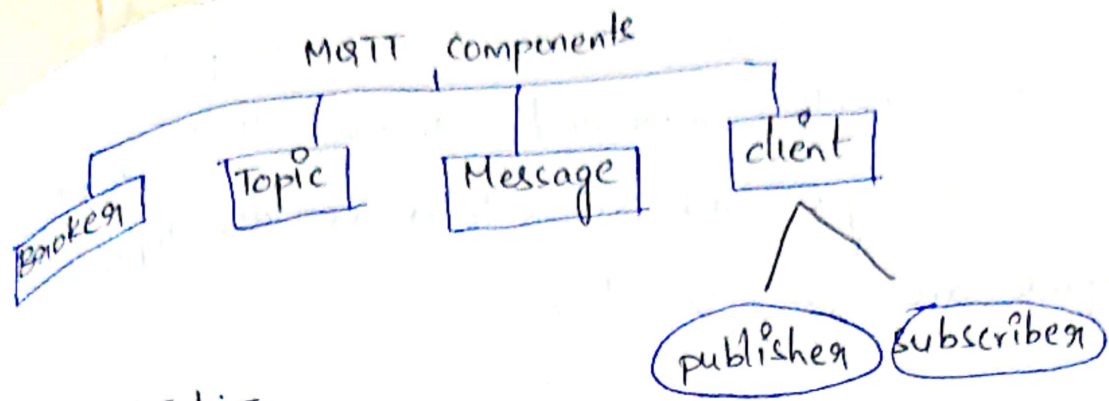 MQTT components
Broker Topic Message client
publisher subscriber